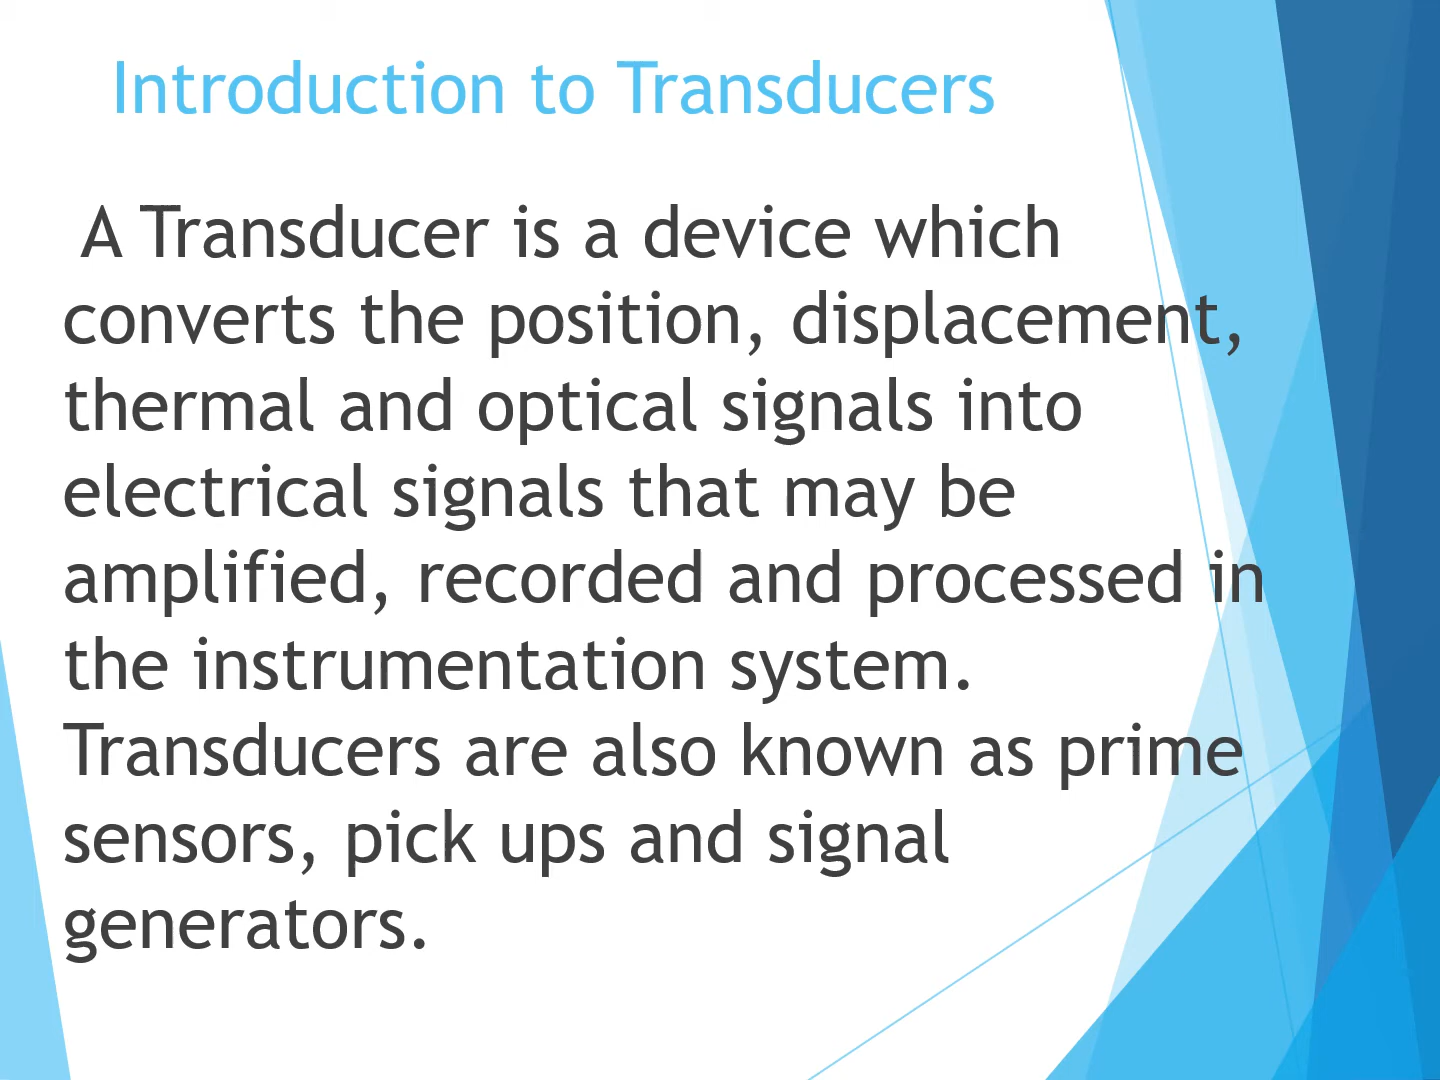 Introduction to Transducers
A Transducer is a device which
converts the position, displacement,
thermal and optical signals into
electrical signals that may be
amplified, recorded and processed in
the instrumentation system.
Transducers are also known as prime
sensors, pick ups and signal
generators.